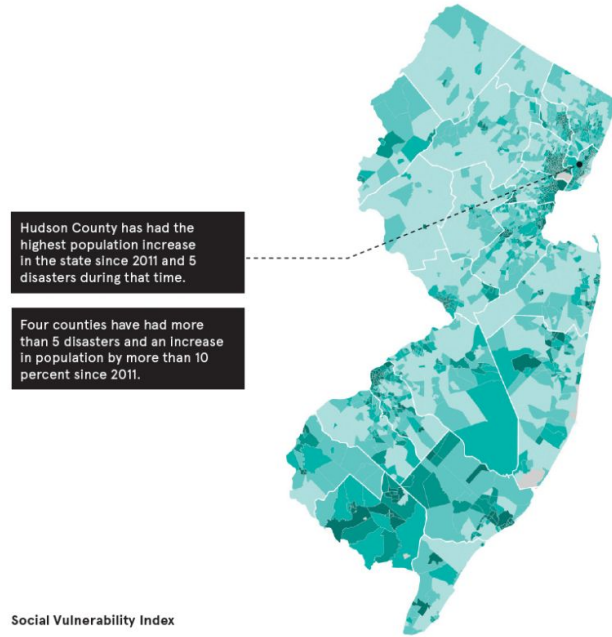 Hudson County has had the
highest population increase
in the state since 2011 and 5
disasters during that time.
Four counties have had more
than 5 disasters and an increase
in population by more than 10
percent since 2011.
Social Vulnerability Index